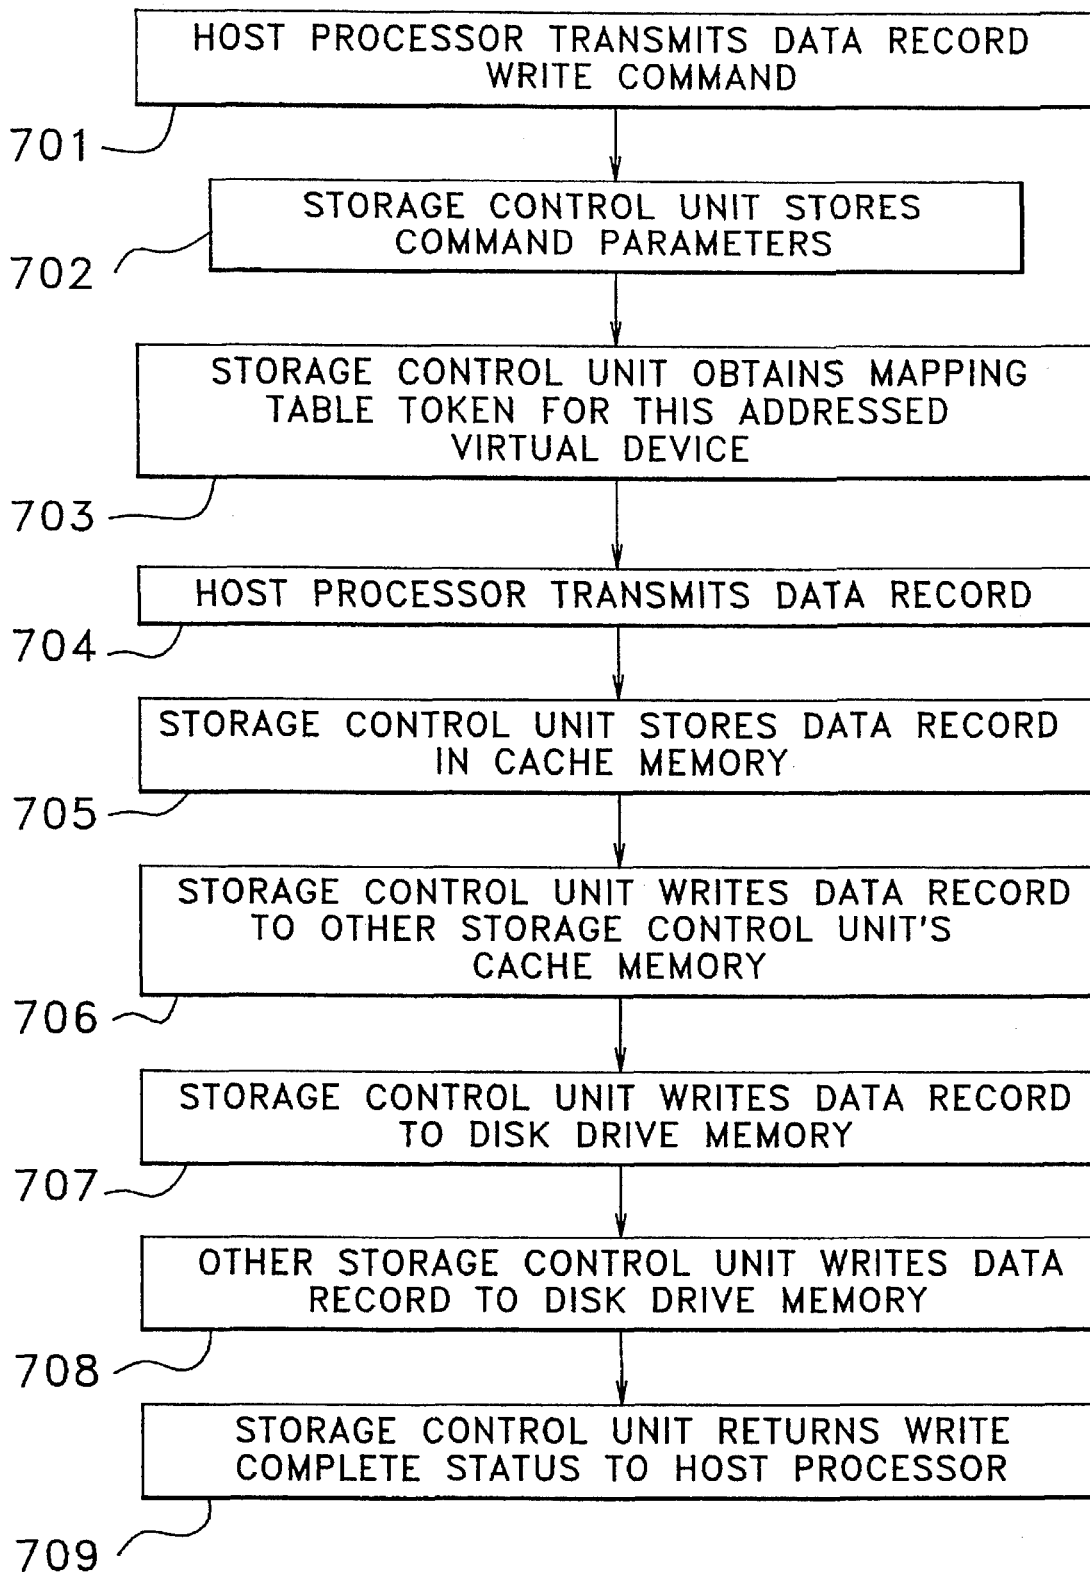 HOST PROCESSOR TRANSMITS DATA RECORD
WRITE COMMAND
701
STORAGE CONTROL UNIT STORES
COMMAND PARAMETERS
702
STORAGE CONTROL UNIT OBTAINS MAPPING
TABLE TOKEN FOR THIS ADDRESSED
VIRTUAL DEVICE
703
HOST PROCESSOR TRANSMITS DATA RECORD
704
STORAGE CONTROL UNIT STORES DATA RECORD
IN CACHE MEMORY
705
STORAGE CONTROL UNIT WRITES DATA RECORD
TO OTHER STORAGE CONTROL UNIT'S
CACHE MEMORY
706
STORAGE CONTROL UNIT WRITES DATA RECORD
TO DISK DRIVE MEMORY
707
OTHER STORAGE CONTROL UNIT WRITES DATA
RECORD TO DISK DRIVE MEMORY
708
STORAGE CONTROL UNIT RETURNS WRITE
COMPLETE STATUS TO HOST PROCESSOR
709